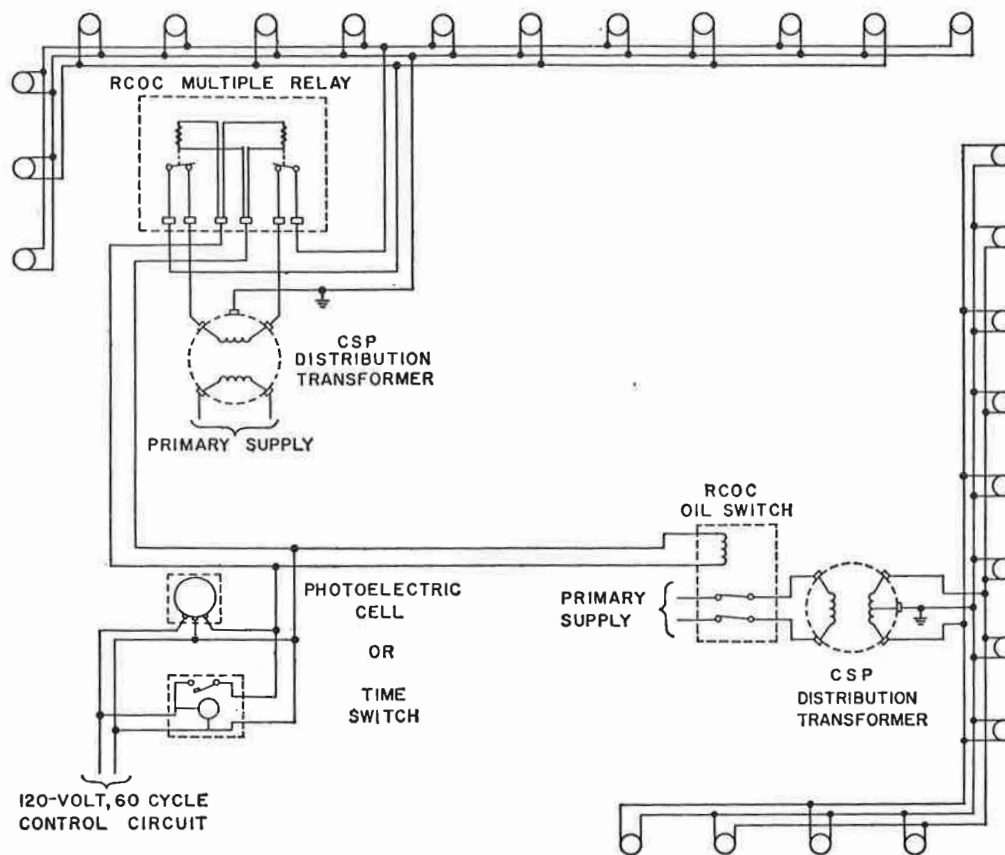 RCOC MULTIPLE RELAY
CSP
DISTRIBUTION
TRANSFORMER
PRIMARY SUPPLY
RCOC
OIL SWITCH
PHOTOELECTRIC
CELL
OR
TIME
SWITCH
PRIMARY
SUPPLY
CSP
DISTRIBUTION
TRANSFORMER
120-VOLT, 60 CYCLE
CONTROL CIRCUIT